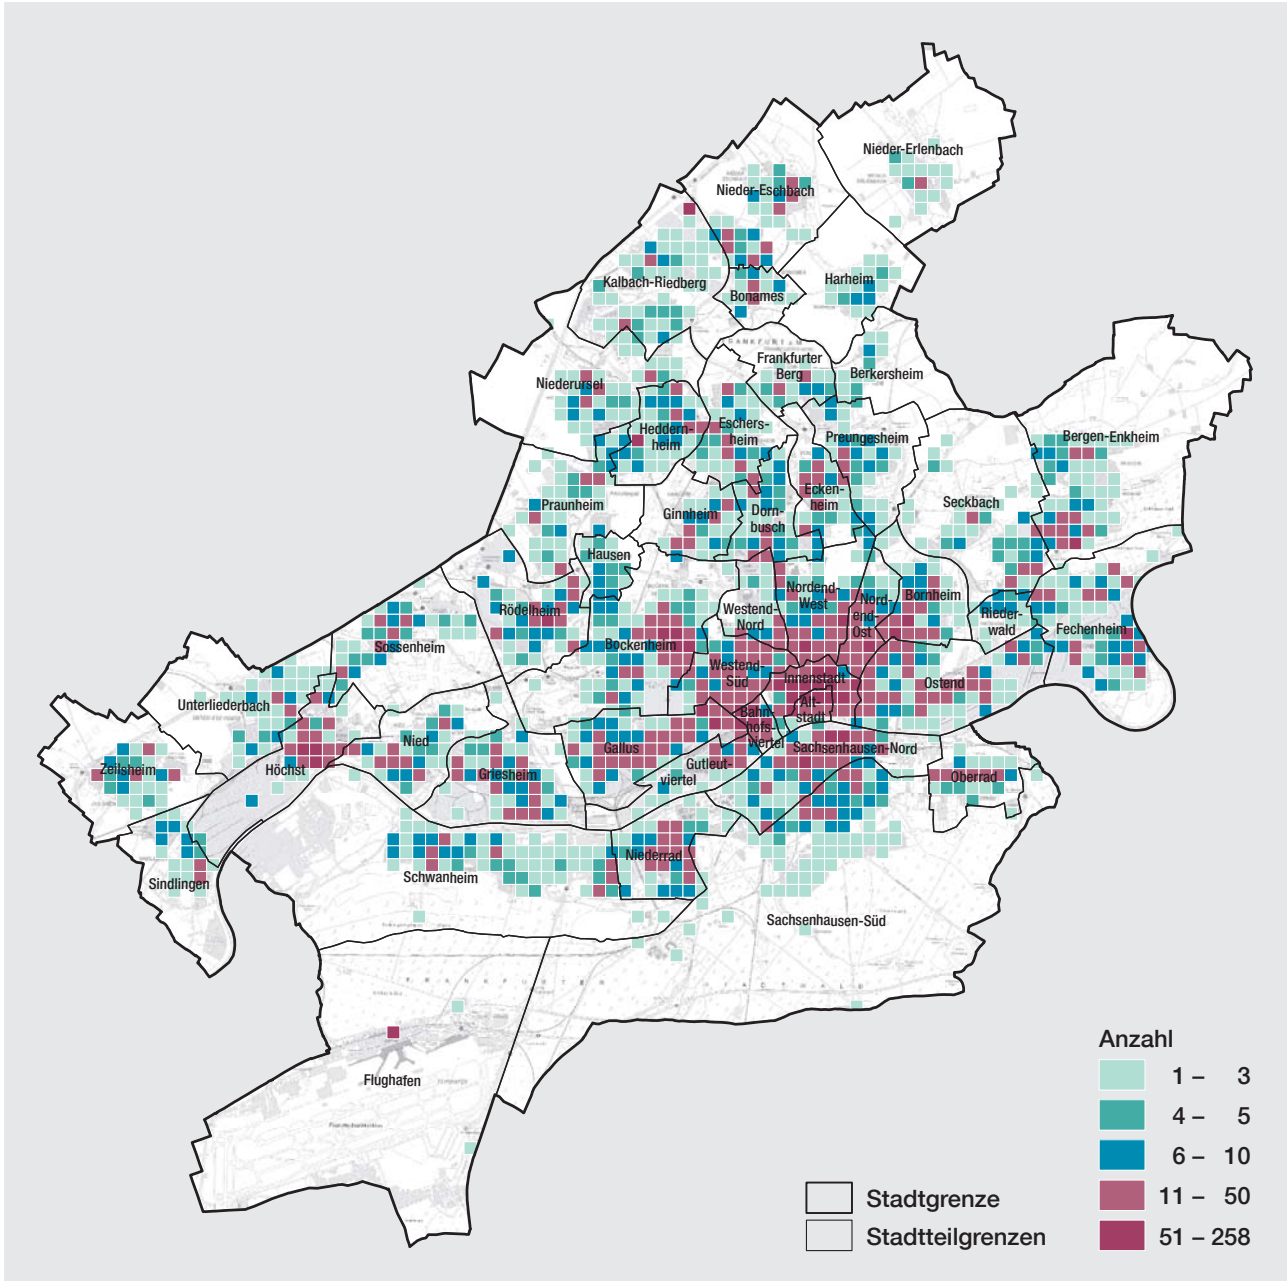 Nieder-Erlenbach
Nieder-Eschbach
Kalbach-Riedberg
Harheim
Bonames
FRANKFURT A M
Frankfurter
Berg
Berkersheim
Niederursel
Heddern-
heim
Eschers-
heim
Preungesheim
Bergen-Enkheim
Praunheim
Ginnheim
Dorn-
busch
Ecken-
heim
Seckbach
Hausen
Rödelheim
Westend-
Nord
Nordend-
West
Nord-
end-
Ost
Bornheim
Rieder-
wald
Fechenheim
Sossenheim
Bockenheim
Westend-
Süd
Innenstadt
Alt-
stadt
Ostend
Unterliederbach
Zeilsheim
Höchst
Nied
Griesheim
Gallus
Gutleut-
viertel
Bahn-
hofs-
viertel
Sachsenhausen-Nord
Oberrad
Sindlingen
Schwanheim
Niederrad
Sachsenhausen-Süd
FRANKFURTER STADTWALD
Flughafen
Anzahl
1 – 3
4 – 5
6 – 10
11 – 50
51 – 258
Stadtgrenze
Stadtteilgrenzen